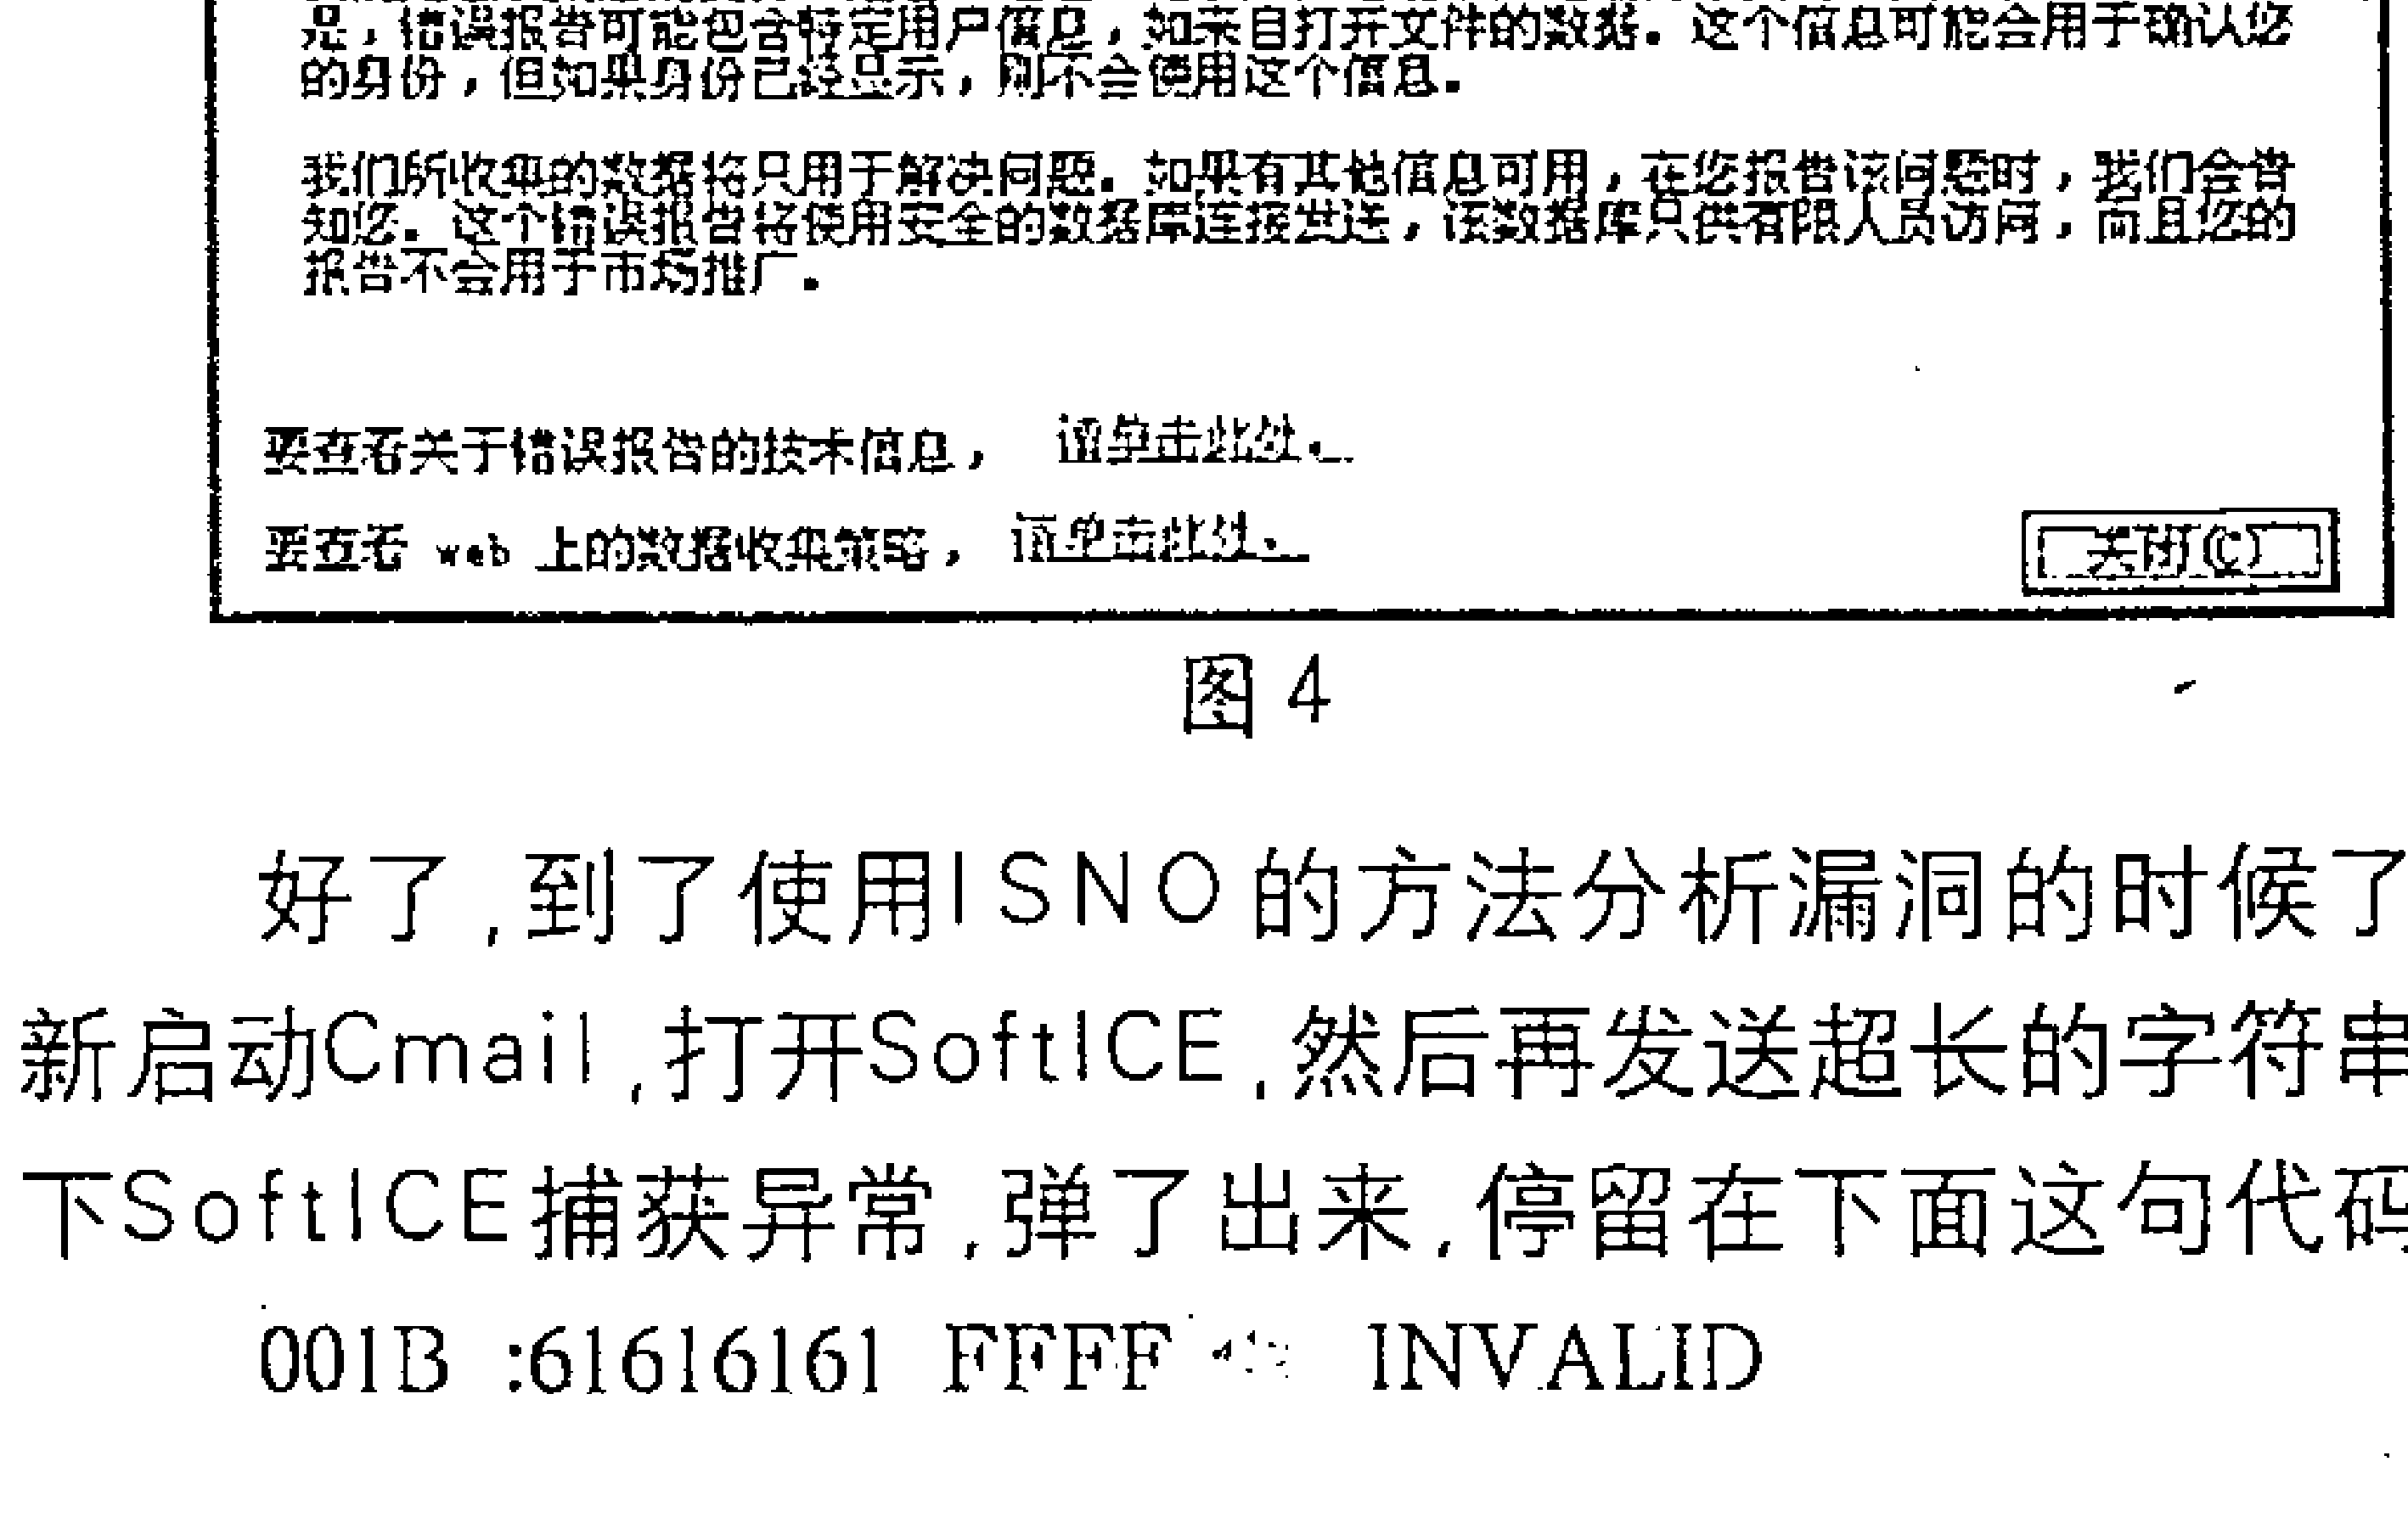 是，错误报告可能包含特定用户信息，如来自打开文件的数据。这个信息可能会用于确认您
的身份，但如果身份已经显示，则不会使用这个信息。
我们所收集的数据将只用于解决问题。如果有其他信息可用，在您报告该问题时，我们会告
知您。这个错误报告将使用安全的数据库连接发送，该数据库只供有限人员访问，而且您的
报告不会用于市场推广。
要查看关于错误报告的技术信息， 请单击此处。
要查看 web 上的数据收集策略， 请单击此处。
关闭(C)
图 4
好了,到了使用ISNO的方法分析漏洞的时候了
新启动Cmail,打开SoftICE,然后再发送超长的字符串
下SoftICE捕获异常,弹了出来,停留在下面这句代码
001B :61616161 FFFF INVALID